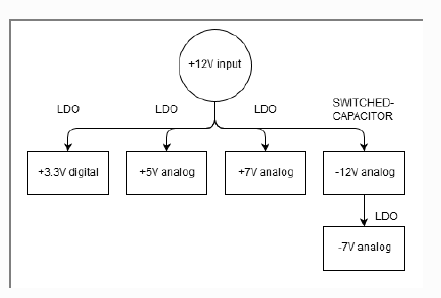 +12V input
LDO
LDO
LDO
SWITCHED-
CAPACITOR
+3.3V digital
+5V analog
+7V analog
-12V analog
LDO
-7V analog